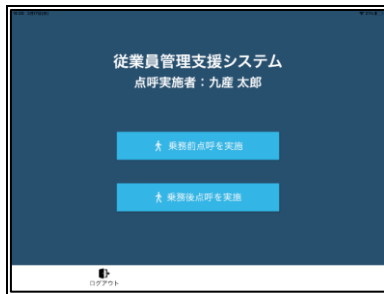 従業員管理支援システム
点呼実施者：九産 太郎
乗務前点呼を実施
乗務後点呼を実施
ログアウト